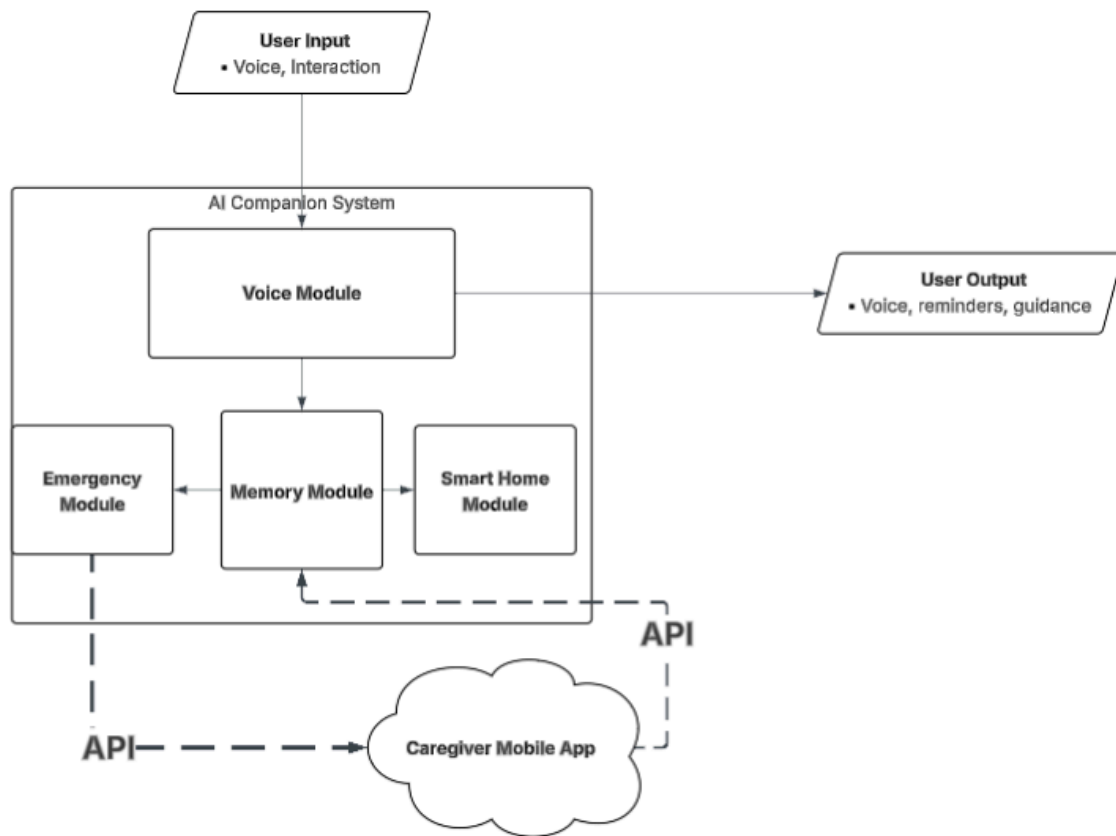 User Input
▪ Voice, Interaction
AI Companion System
Voice Module
User Output
▪ Voice, reminders, guidance
Emergency
Module
Memory Module
Smart Home
Module
API
API
Caregiver Mobile App